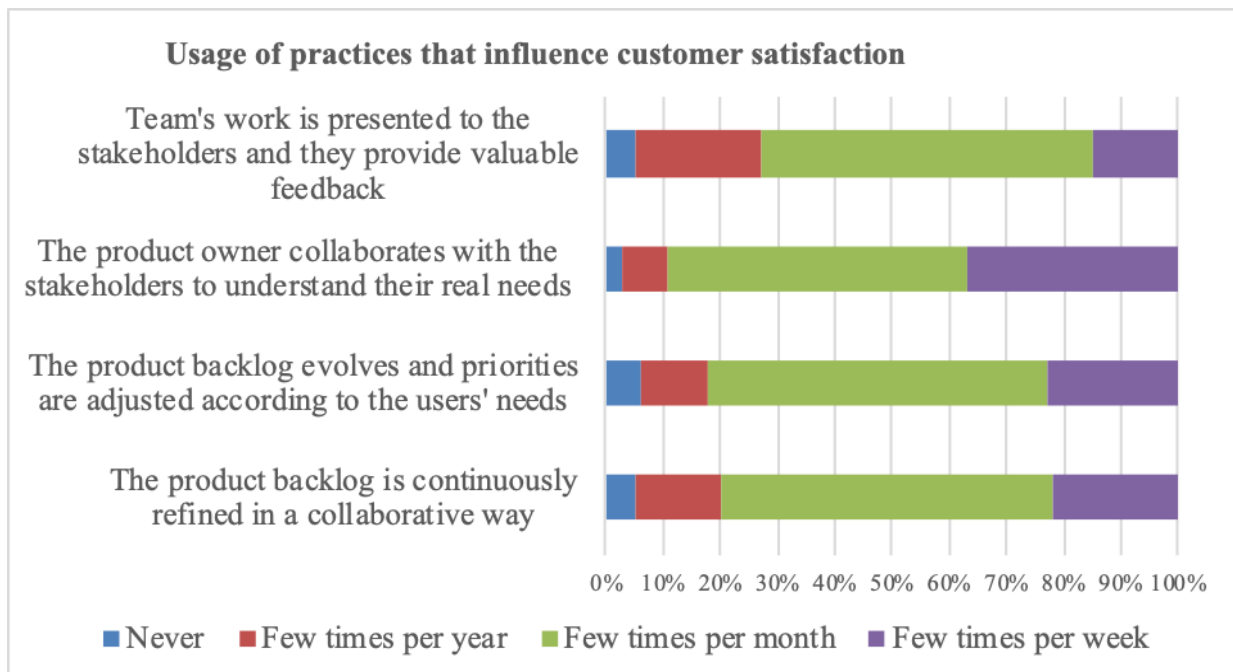 Usage of practices that influence customer satisfaction
Team's work is presented to the
stakeholders and they provide valuable
feedback
The product owner collaborates with the
stakeholders to understand their real needs
The product backlog evolves and priorities
are adjusted according to the users' needs
The product backlog is continuously
refined in a collaborative way
0% 10% 20% 30% 40% 50% 60% 70% 80% 90% 100%
Never Few times per year Few times per month Few times per week